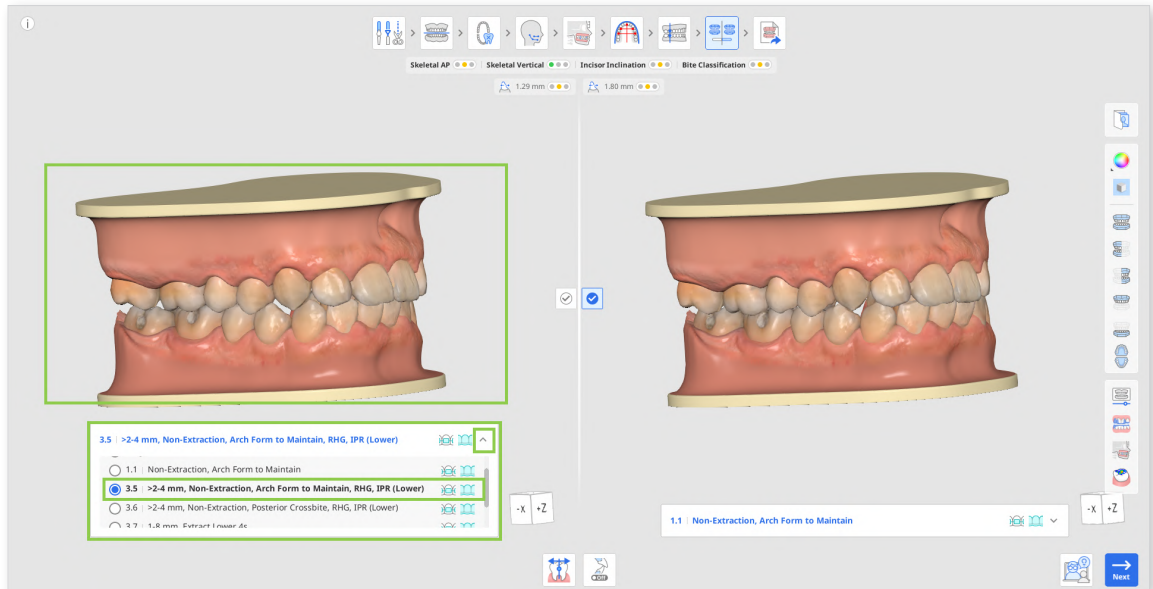 i
Skeletal AP Skeletal Vertical Incisor Inclination Bite Classification
1.29 mm 1.80 mm
3.5 >2-4 mm, Non-Extraction, Arch Form to Maintain, RHG, IPR (Lower)
1.1 Non-Extraction, Arch Form to Maintain
3.5 >2-4 mm, Non-Extraction, Arch Form to Maintain, RHG, IPR (Lower)
3.6 >2-4 mm, Non-Extraction, Posterior Crossbite, RHG, IPR (Lower)
3.7 1-8 mm, Extract Lower 4s
-X +Z
1.1 Non-Extraction, Arch Form to Maintain
-X +Z
OFF
Next